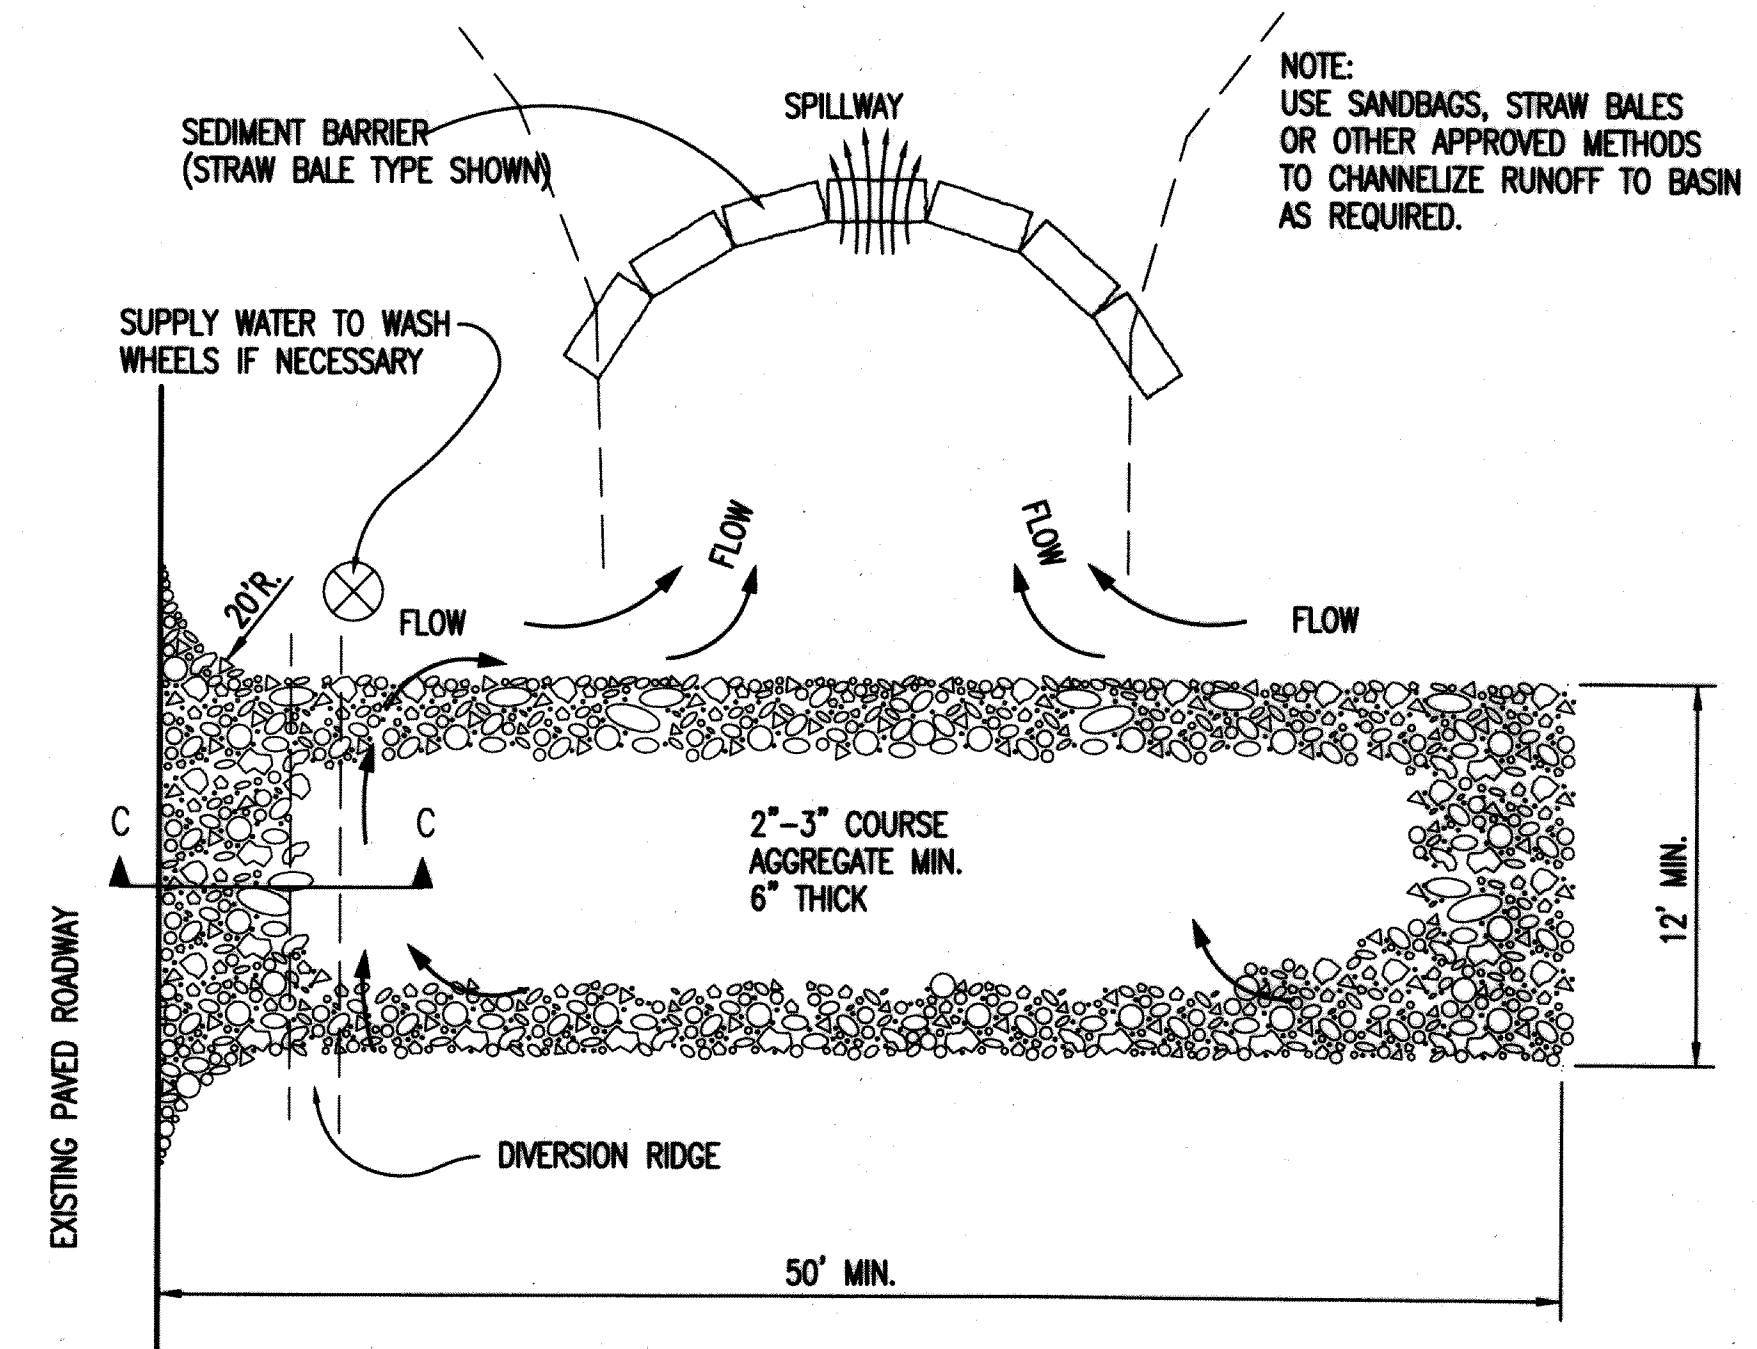 NOTE:
USE SANDBAGS, STRAW BALES
OR OTHER APPROVED METHODS
TO CHANNELIZE RUNOFF TO BASIN
AS REQUIRED.
SPILLWAY
SEDIMENT BARRIER
(STRAW BALE TYPE SHOWN)
SUPPLY WATER TO WASH
WHEELS IF NECESSARY
FLOW
FLOW
20'R.
FLOW
FLOW
C
C
2"-3" COURSE
AGGREGATE MIN.
6" THICK
12' MIN.
EXISTING PAVED ROADWAY
DIVERSION RIDGE
50' MIN.